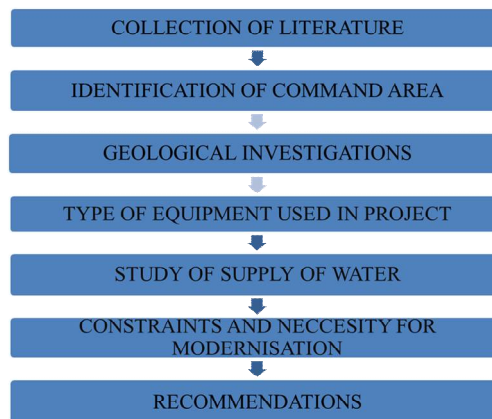 COLLECTION OF LITERATURE
IDENTIFICATION OF COMMAND AREA
GEOLOGICAL INVESTIGATIONS
TYPE OF EQUIPMENT USED IN PROJECT
STUDY OF SUPPLY OF WATER
CONSTRAINTS AND NECCESITY FOR
MODERNISATION
RECOMMENDATIONS